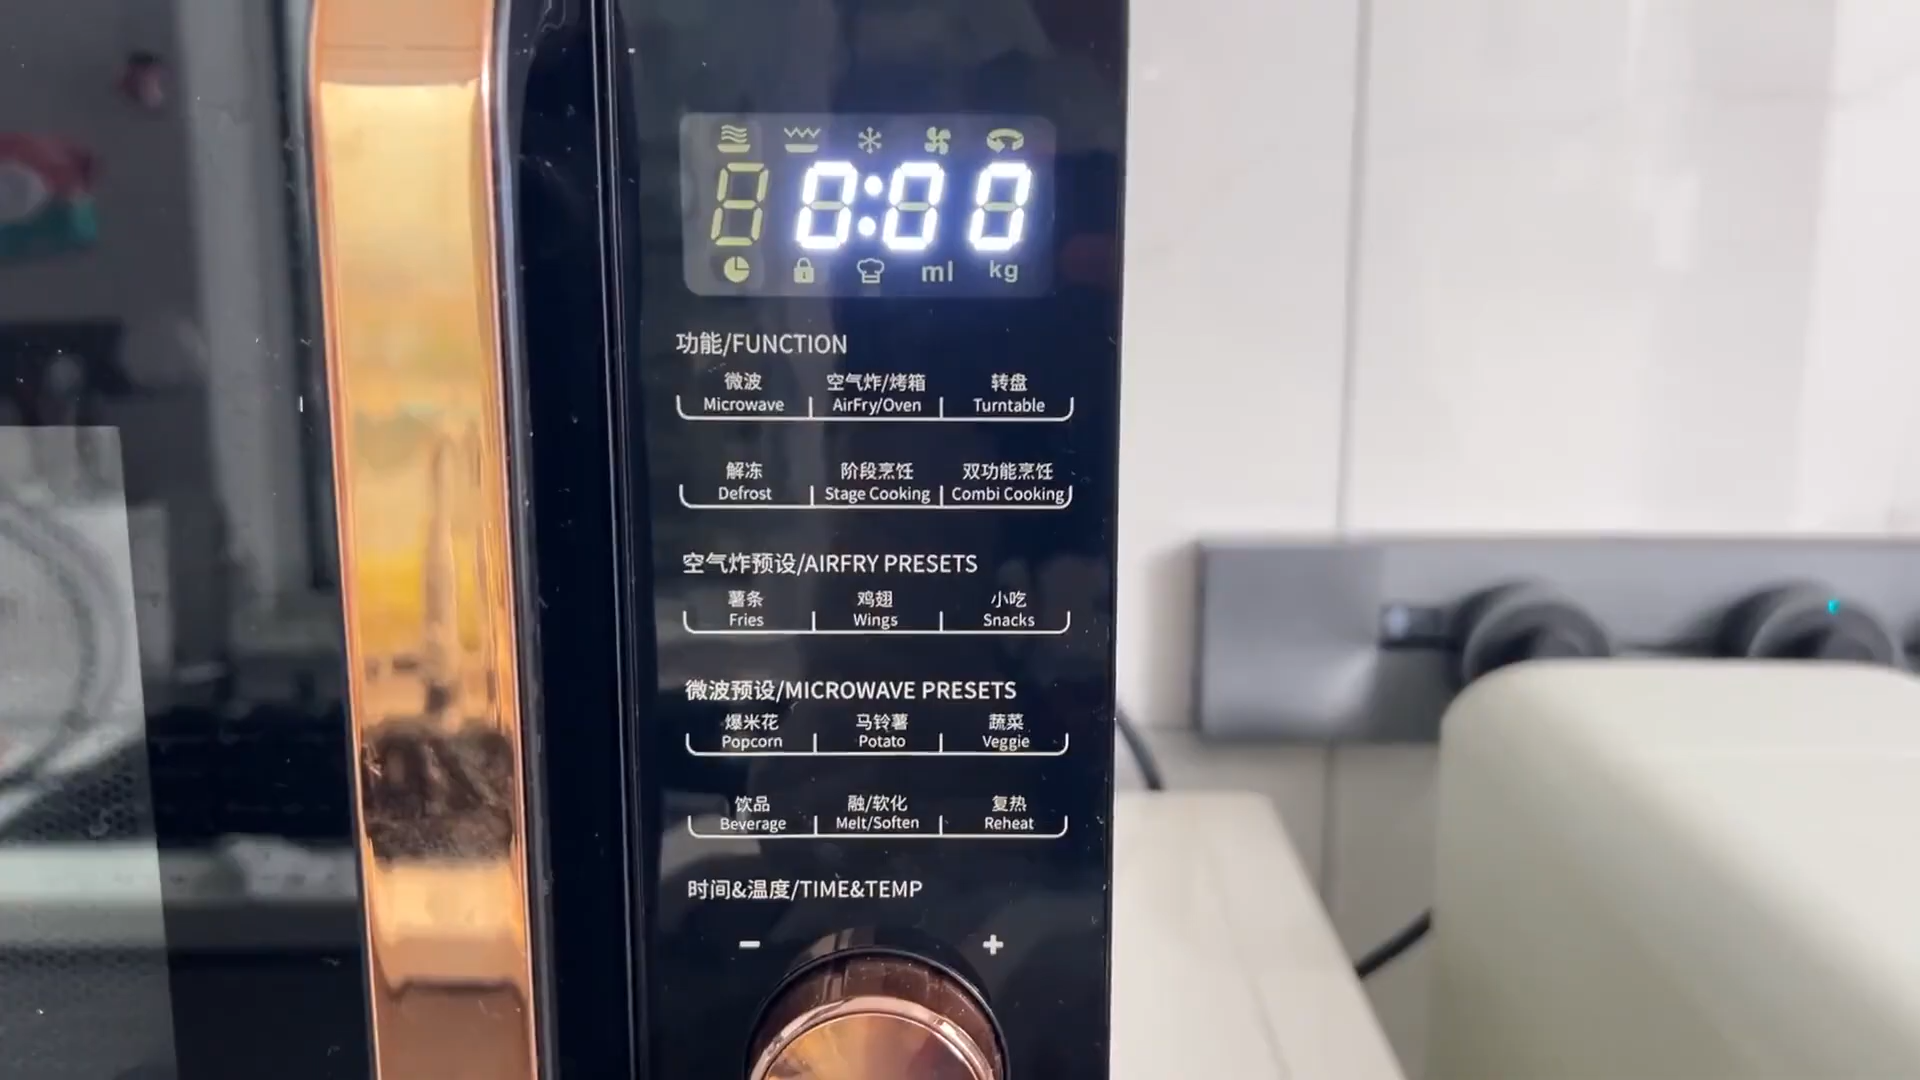 0:00
ml kg
功能/FUNCTION
微波 空气炸/烤箱 转盘
Microwave AirFry/Oven Turntable
解冻 阶段烹饪 双功能烹饪
Defrost Stage Cooking Combi Cooking
空气炸预设/AIRFRY PRESETS
薯条 鸡翅 小吃
Fries Wings Snacks
微波预设/MICROWAVE PRESETS
爆米花 马铃薯 蔬菜
Popcorn Potato Veggie
饮品 融/软化 复热
Beverage Melt/Soften Reheat
时间&温度/TIME&TEMP
- +